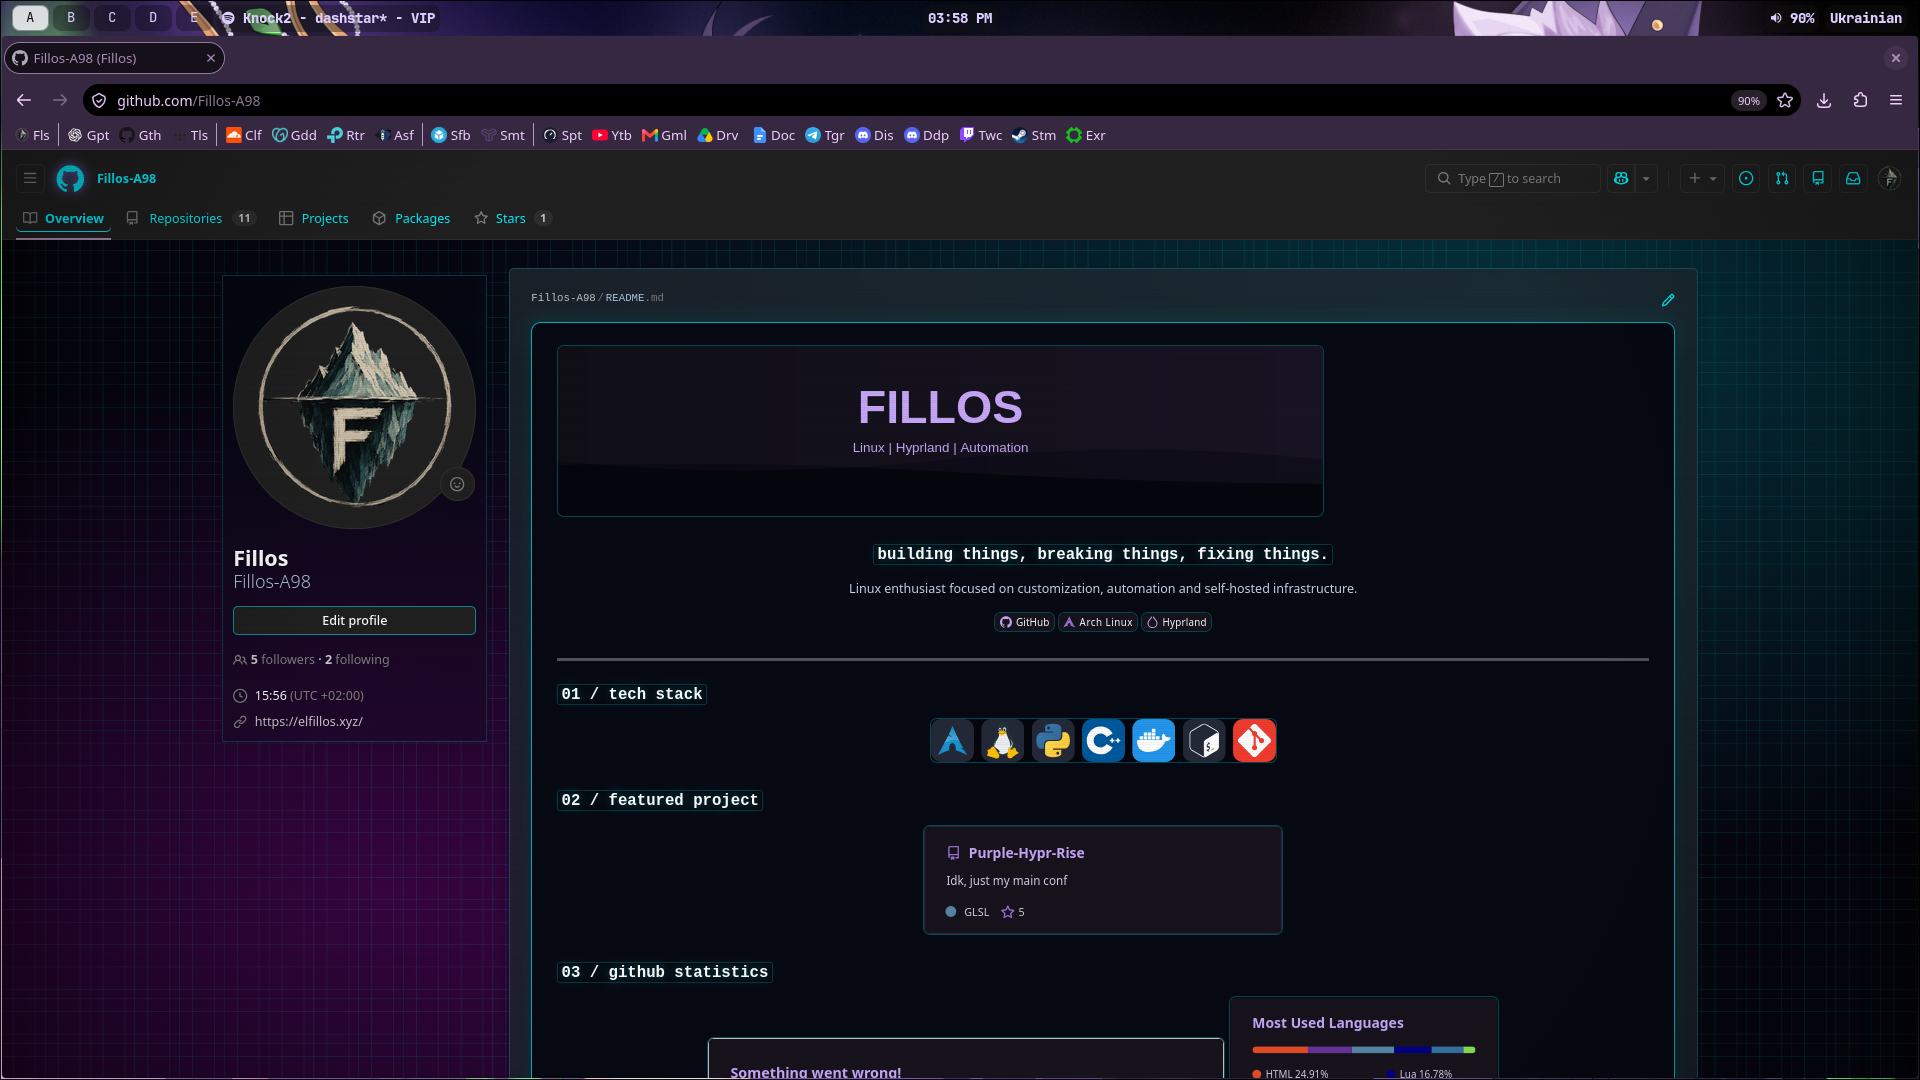 A B C D E Knock2 - dashstar* - VIP 03:58 PM 90% Ukrainian
Fillos-A98 (Fillos)
github.com/Fillos-A98 90%
Fls Gpt Gth Tls Clf Gdd Rtr Asf Sfb Smt Spt Ytb Gml Drv Doc Tgr Dis Ddp Twc Stm Exr
Fillos-A98 Type / to search
Overview Repositories 11 Projects Packages Stars 1
F
Fillos
Fillos-A98
Edit profile
5 followers · 2 following
15:56 (UTC +02:00)
https://elfillos.xyz/
Fillos-A98/README.md
FILLOS
Linux | Hyprland | Automation
building things, breaking things, fixing things.
Linux enthusiast focused on customization, automation and self-hosted infrastructure.
GitHub Arch Linux Hyprland
01 / tech stack
C++ $_
02 / featured project
Purple-Hypr-Rise
Idk, just my main conf
GLSL 5
03 / github statistics
Something went wrong!
Most Used Languages
HTML 24.91% Lua 16.78%